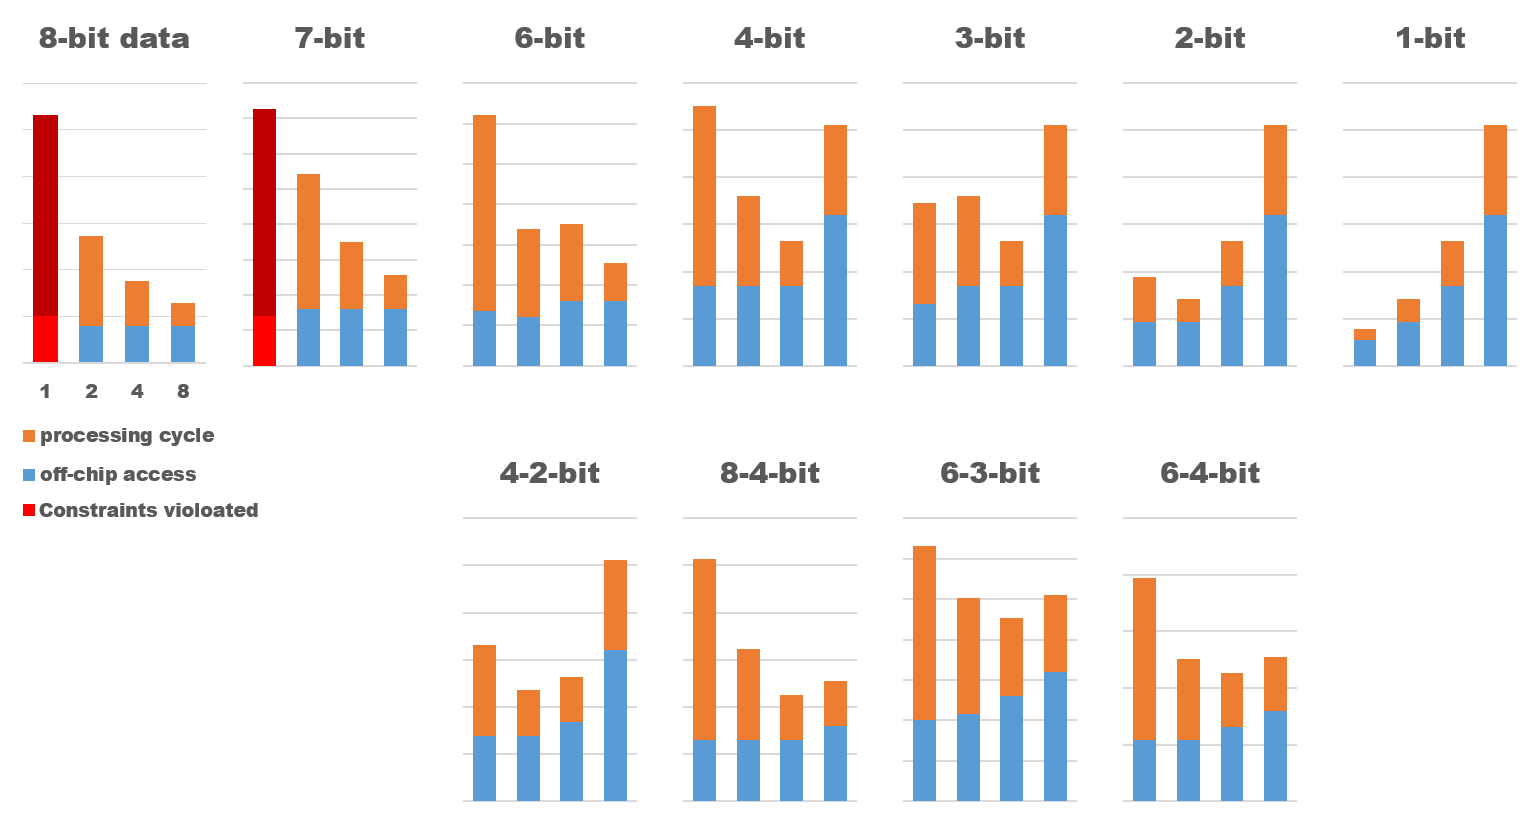 8-bit data
7-bit
6-bit
4-bit
3-bit
2-bit
1-bit
1 2 4 8
processing cycle
off-chip access
Constraints violoated
4-2-bit
8-4-bit
6-3-bit
6-4-bit